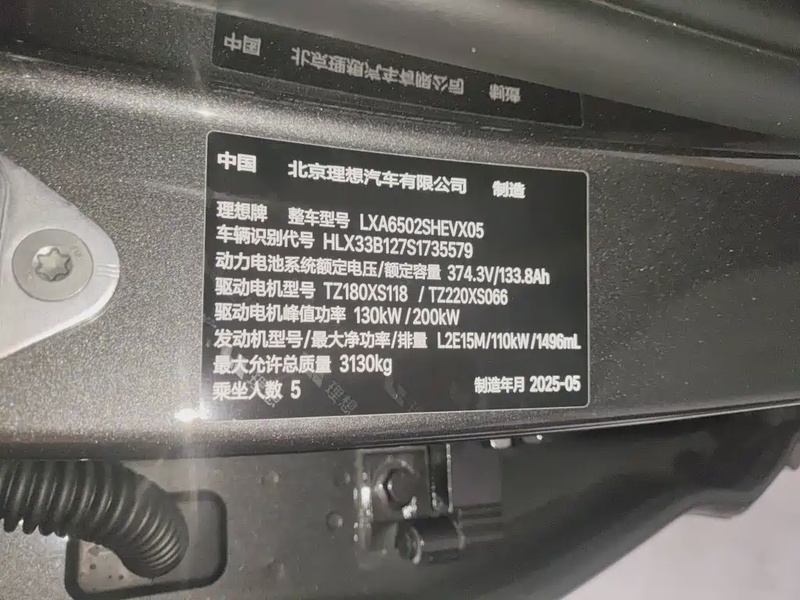 中国 北京理想汽车有限公司 制造
理想牌 整车型号 LXA6502SHEVX05
车辆识别代号 HLX33B127S1735579
动力电池系统额定电压/额定容量 374.3V/133.8Ah
驱动电机型号 TZ180XS118 / TZ220XS066
驱动电机峰值功率 130kW/200kW
发动机型号/最大净功率/排量 L2E15M/110kW/1496mL
最大允许总质量 3130kg
乘坐人数 5 制造年月 2025-05